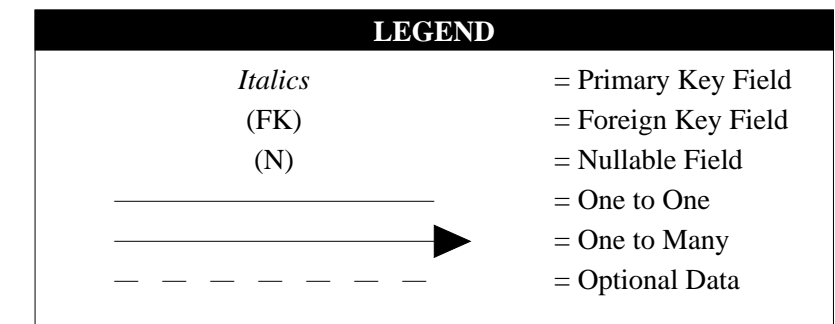 LEGEND
Italics = Primary Key Field
(FK) = Foreign Key Field
(N) = Nullable Field
= One to One
= One to Many
= Optional Data